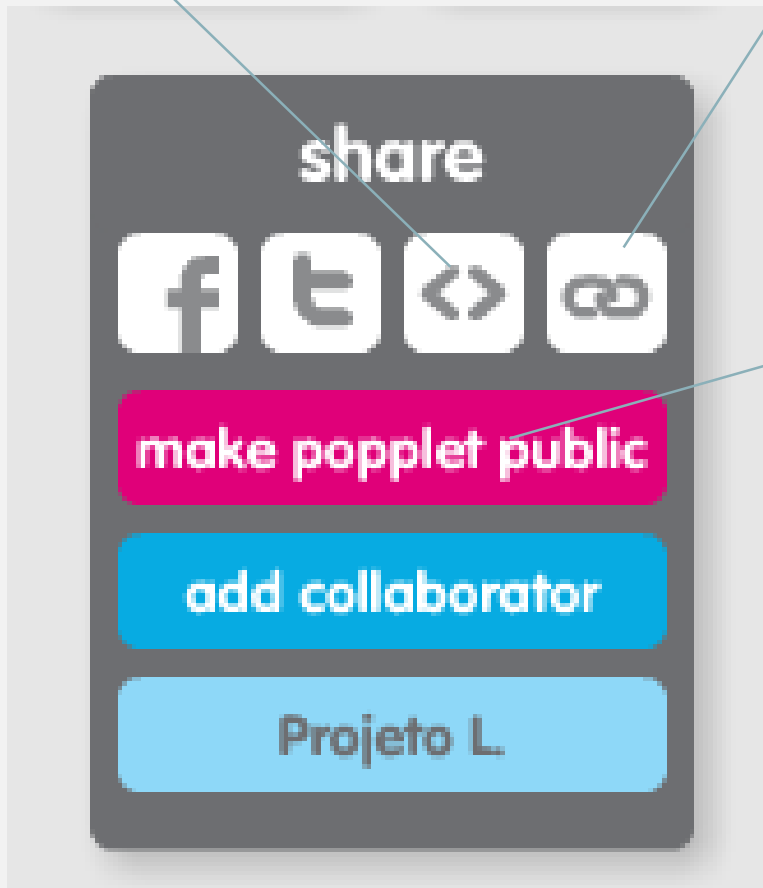 share
f t <>
make popplet public
add collaborator
Projeto L.